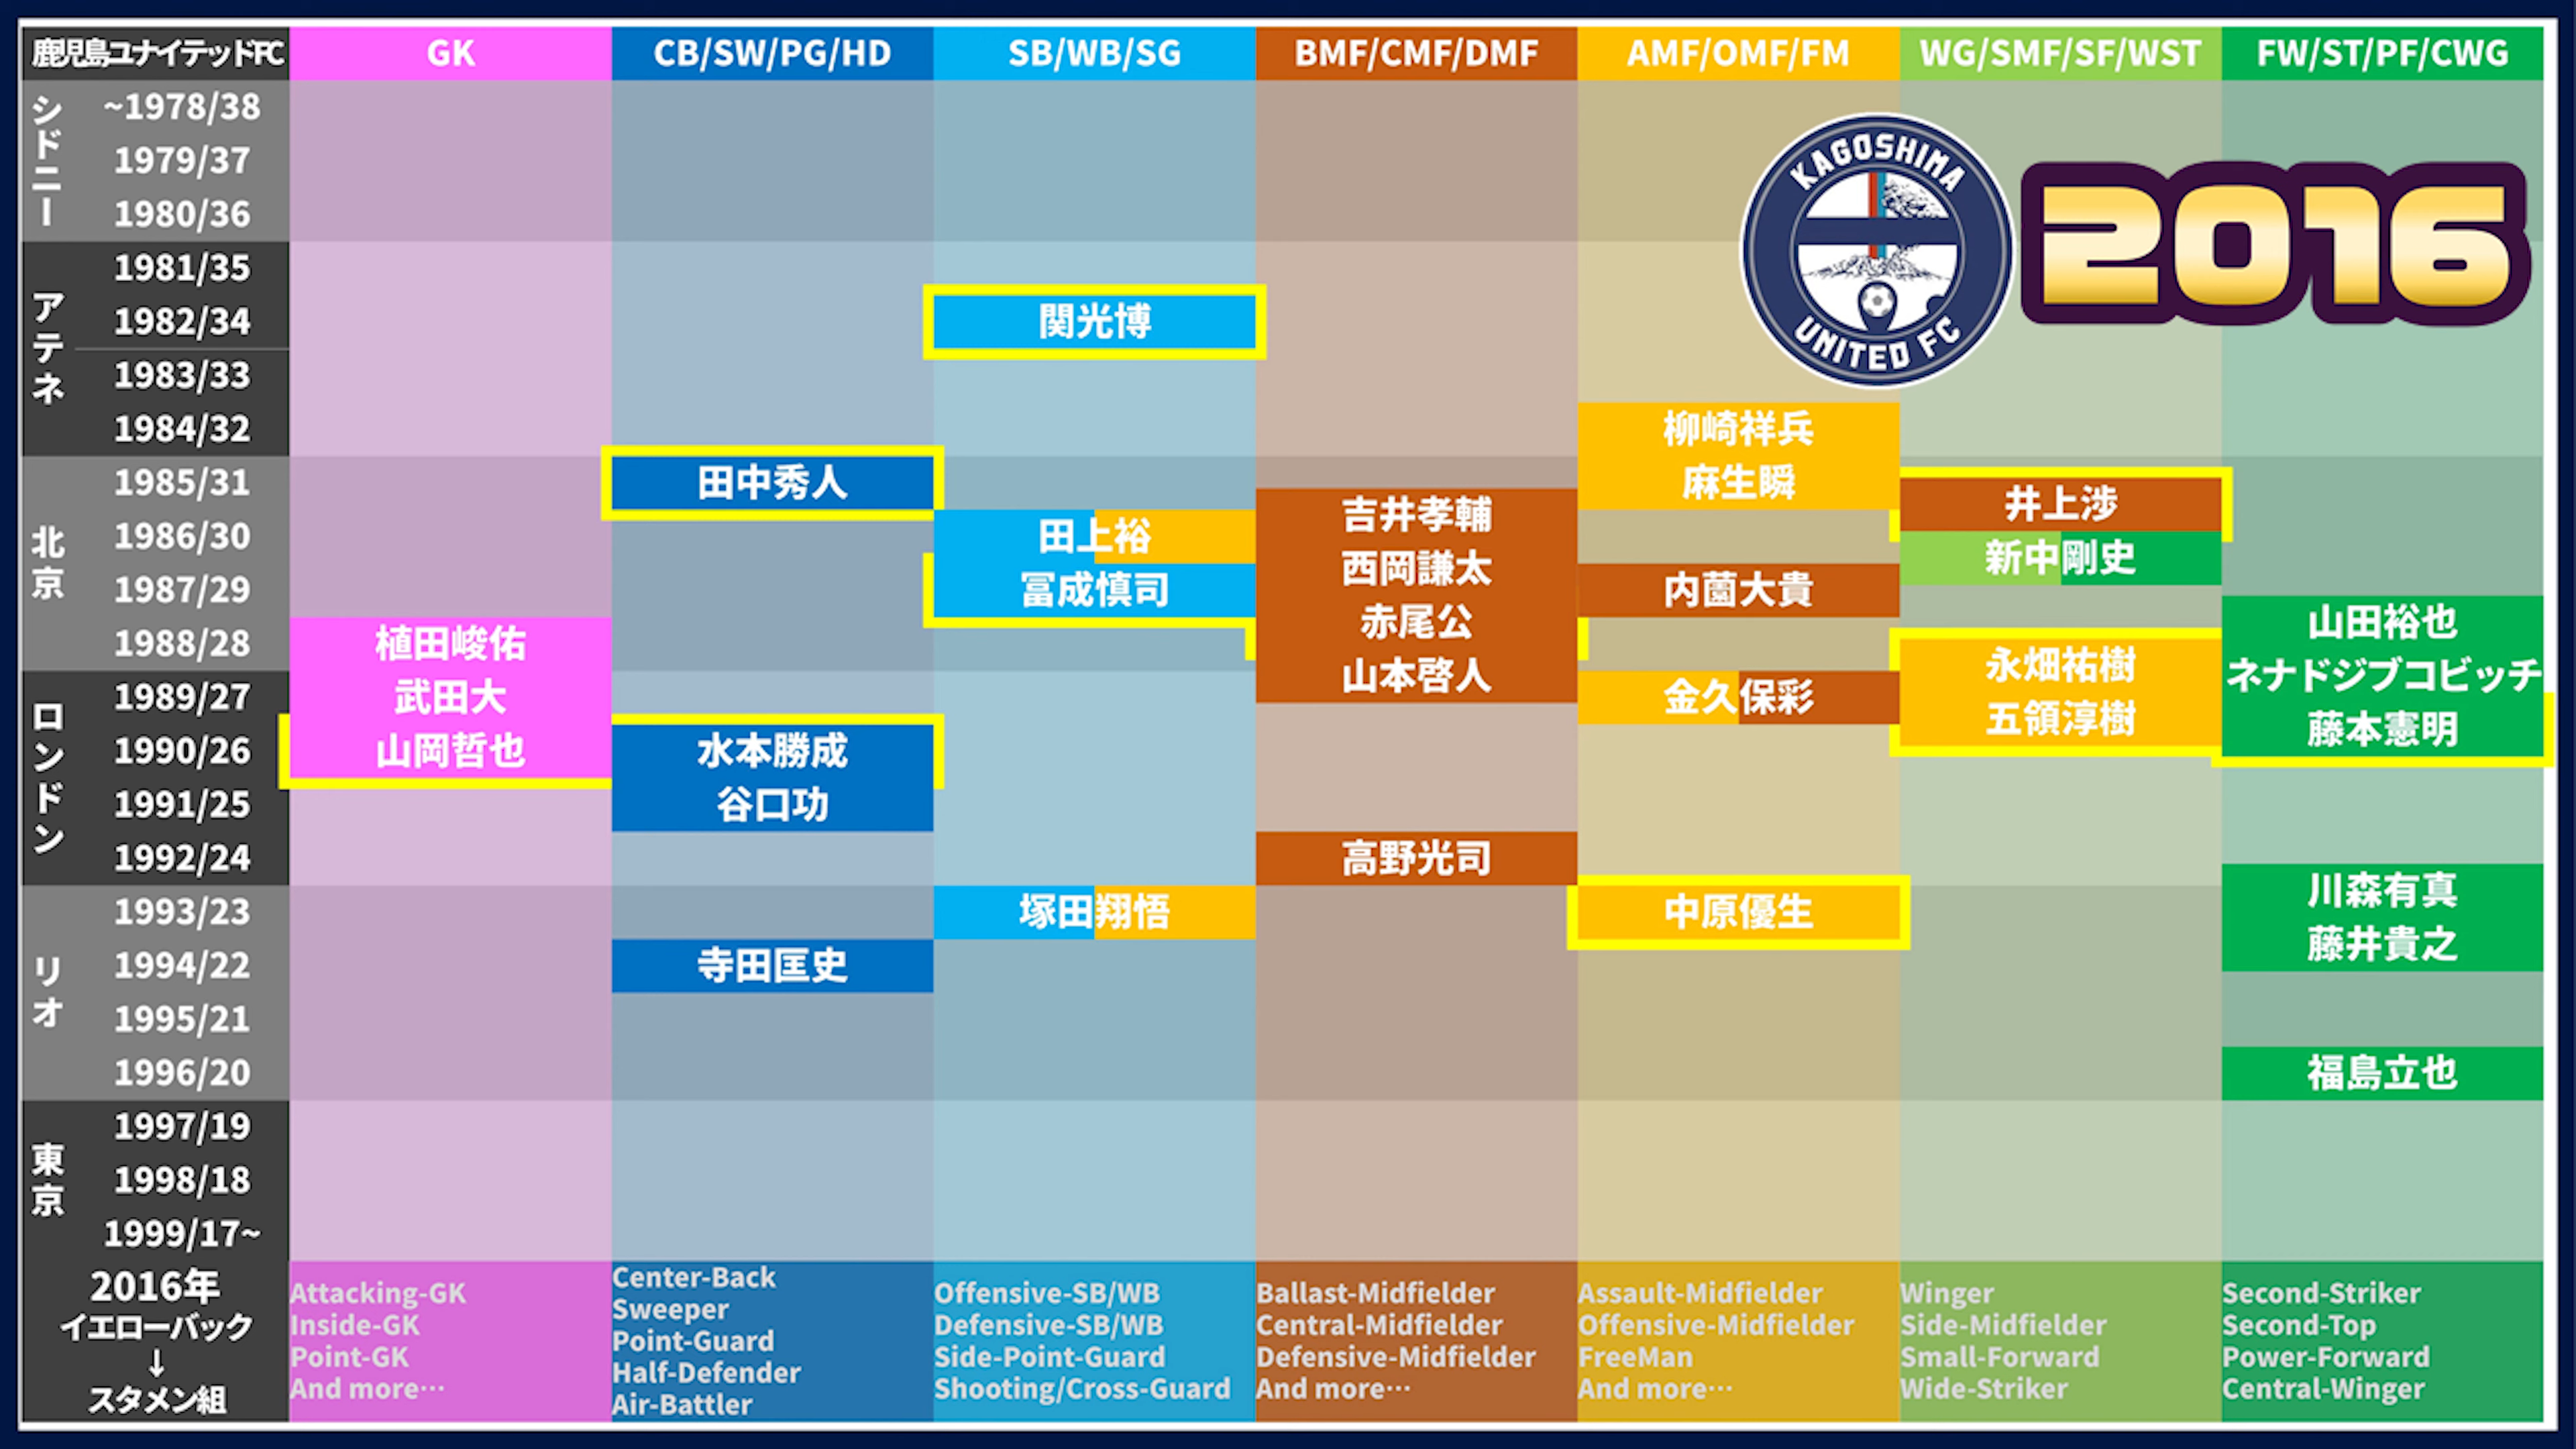 鹿児島ユナイテッドFC
GK
CB/SW/PG/HD
SB/WB/SG
BMF/CMF/DMF
AMF/OMF/FM
WG/SMF/SF/WST
FW/ST/PF/CWG
シドニー
~1978/38
1979/37
1980/36
KAGOSHIMA
UNITED FC
2016
アテネ
1981/35
1982/34
関光博
1983/33
1984/32
柳崎祥兵
北京
1985/31
田中秀人
麻生瞬
井上渉
吉井孝輔
1986/30
田上裕
新中剛史
西岡謙太
1987/29
冨成慎司
内薗大貴
赤尾公
山田裕也
1988/28
植田峻佑
永畑祐樹
山本啓人
ネナドジブコビッチ
ロンドン
1989/27
武田大
金久保彩
五領淳樹
藤本憲明
1990/26
山岡哲也
水本勝成
1991/25
谷口功
1992/24
高野光司
川森有真
リオ
1993/23
塚田翔悟
中原優生
藤井貴之
1994/22
寺田匡史
1995/21
1996/20
福島立也
東京
1997/19
1998/18
1999/17~
2016年
イエローバック
↓
スタメン組
Attacking-GK
Inside-GK
Point-GK
And more…
Center-Back
Sweeper
Point-Guard
Half-Defender
Air-Battler
Offensive-SB/WB
Defensive-SB/WB
Side-Point-Guard
Shooting/Cross-Guard
Ballast-Midfielder
Central-Midfielder
Defensive-Midfielder
And more…
Assault-Midfielder
Offensive-Midfielder
FreeMan
And more…
Winger
Side-Midfielder
Small-Forward
Wide-Striker
Second-Striker
Second-Top
Power-Forward
Central-Winger